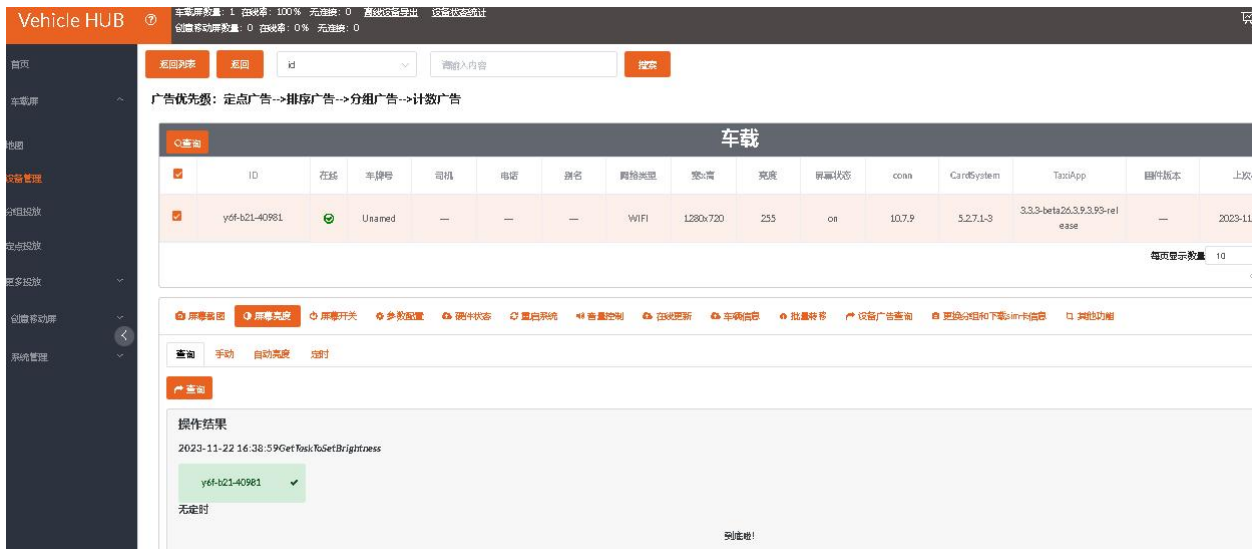 Vehicle HUB
车载屏数量: 1 在线率: 100% 无连接: 0 离线设备导出 设备状态统计
创意移动屏数量: 0 在线率: 0% 无连接: 0
首页
车载屏
地图
设备管理
分组投放
定点投放
更多投放
创意移动屏
系统管理
返回列表 返回 id 请输入内容 搜索
广告优先级: 定点广告-->排序广告-->分组广告-->计数广告
查询 车载
ID 在线 车牌号 司机 电话 别名 网络类型 宽x高 亮度 屏幕状态 conn CardSystem TaxiApp 固件版本 上次
y6f-b21-40981 Unamed — — — WIFI 1280x720 255 on 10.7.9 5.2.7.1-3 3.3.3-beta26.3.9.3.93-rel — 2023-11
ease
每页显示数量 10
屏幕截图 屏幕亮度 屏幕开关 参数配置 硬件状态 重启系统 音量控制 在线更新 车辆信息 批量转移 设备广告查询 更换分组和下载sim卡信息 其他功能
查询 手动 自动亮度 定时
查询
操作结果
2023-11-22 16:38:59GetTaskToSetBrightness
y6f-b21-40981
无定时
到底啦!